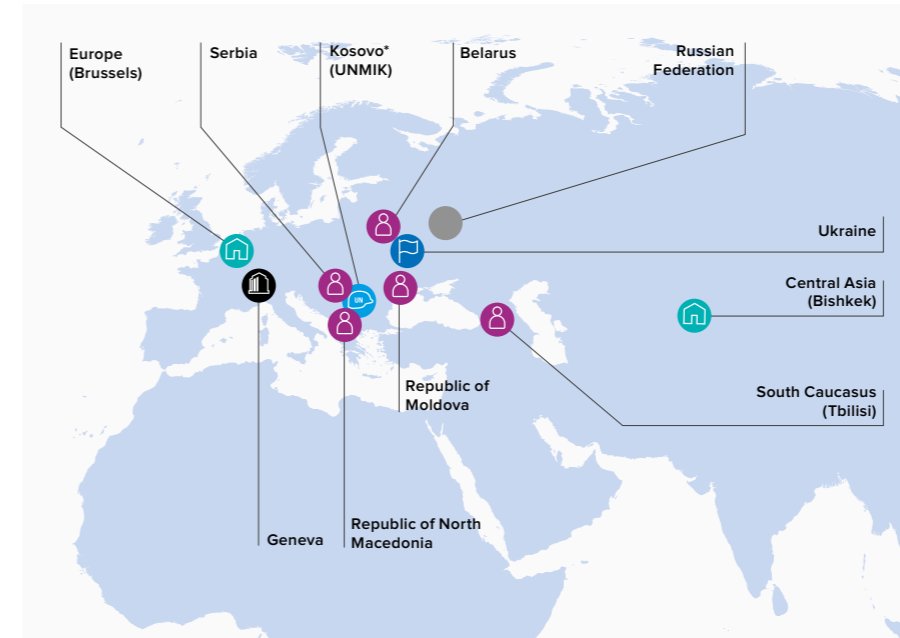 Europe
(Brussels)
Serbia
Kosovo*
(UNMIK)
Belarus
Russian
Federation
Ukraine
Central Asia
(Bishkek)
UN
Republic of
Moldova
South Caucasus
(Tbilisi)
Geneva
Republic of North
Macedonia